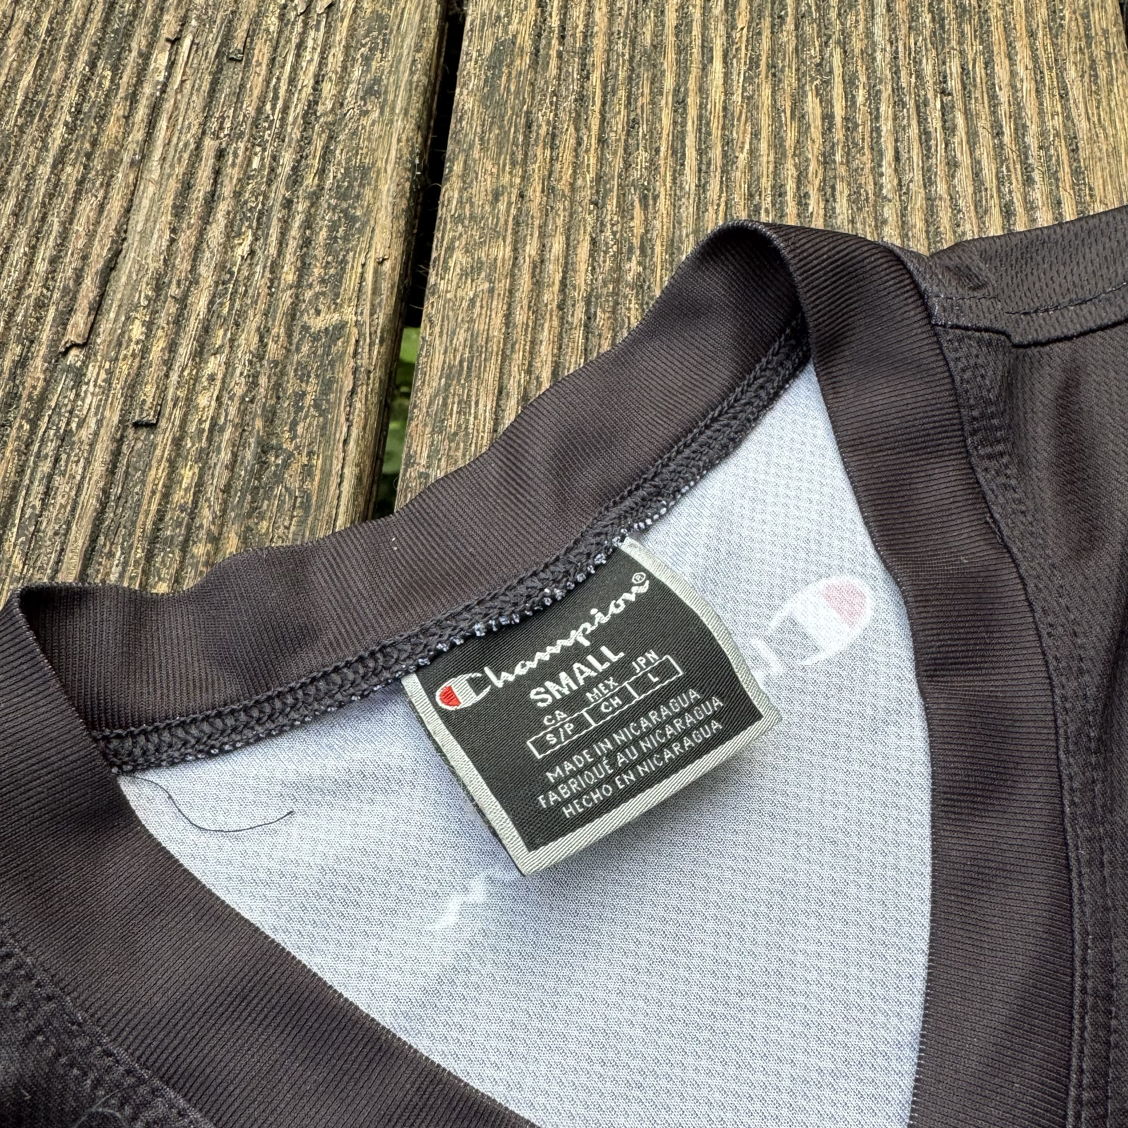 Champion®
SMALL
CA MEX JPN
S/P CH L
MADE IN NICARAGUA
FABRIQUÉ AU NICARAGUA
HECHO EN NICARAGUA